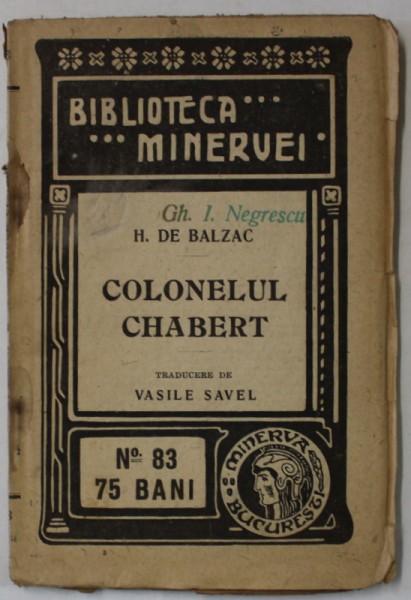 BIBLIOTECA •••
••• MINERVEI •
Gh. I. Negrescu
H. DE BALZAC
COLONELUL
CHABERT
TRADUCERE DE
VASILE SAVEL
No. 83
75 BANI
MINERVA
BUCUREȘTI